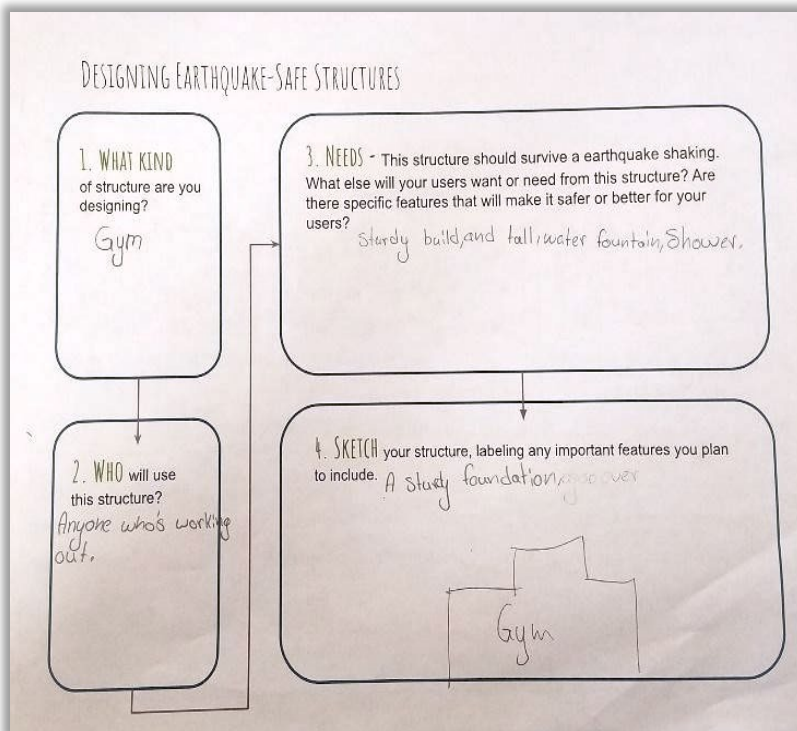 DESIGNING EARTHQUAKE-SAFE STRUCTURES
1. WHAT KIND
of structure are you
designing?
Gym
2. WHO will use
this structure?
Anyone who's working
out.
3. NEEDS - This structure should survive a earthquake shaking.
What else will your users want or need from this structure? Are
there specific features that will make it safer or better for your
users?
Sturdy build, and tall, water fountain, Shower.
4. SKETCH your structure, labeling any important features you plan
to include.
A sturdy foundation,
Gym